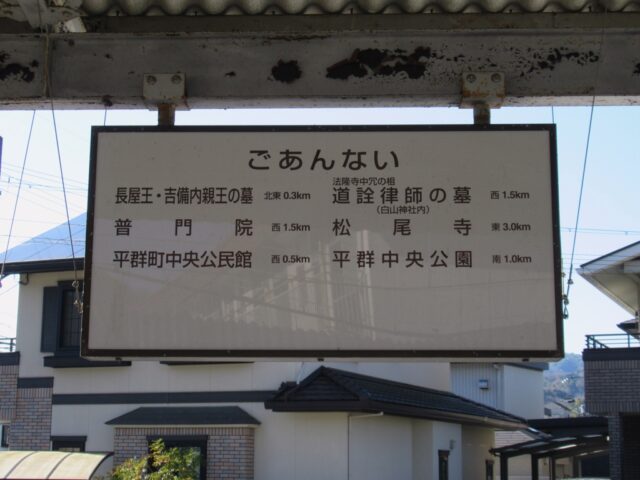 ごあんない
長屋王・吉備内親王の墓 北東 0.3km
普門院 西 1.5km
平群町中央公民館 西 0.5km
法隆寺中冗の祖
道詮律師の墓 西 1.5km
(白山神社内)
松尾寺 東 3.0km
平群中央公園 南 1.0km